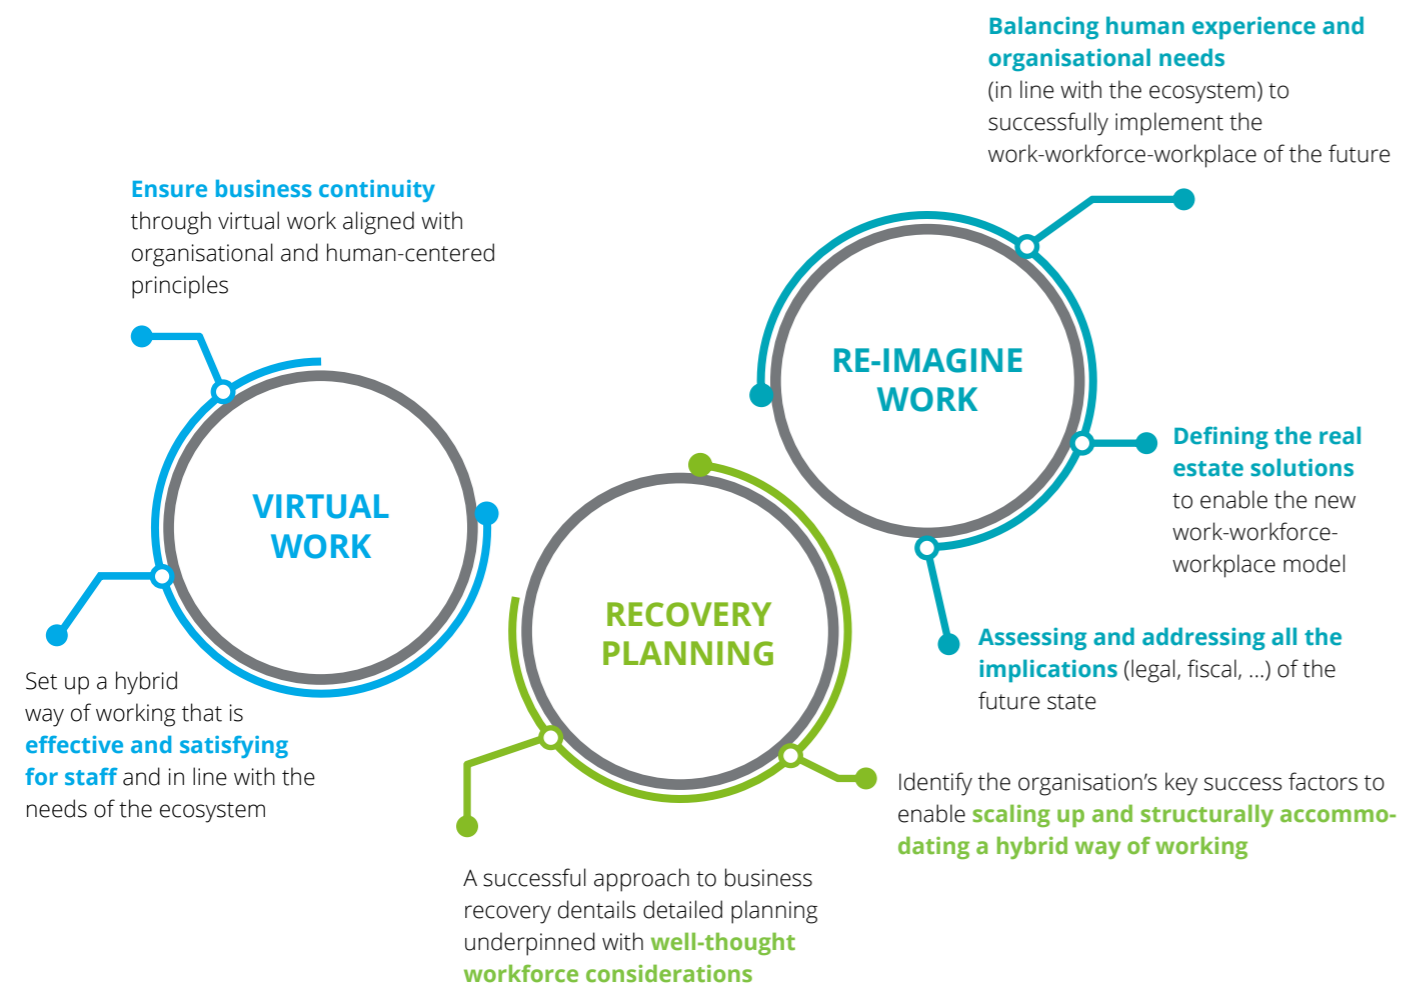 Balancing human experience and
organisational needs
(in line with the ecosystem) to
successfully implement the
work-workforce-workplace of the future
Ensure business continuity
through virtual work aligned with
organisational and human-centered
principles
RE-IMAGINE
WORK
VIRTUAL
WORK
Defining the real
estate solutions
to enable the new
work-workforce-
workplace model
RECOVERY
PLANNING
Assessing and addressing all the
implications (legal, fiscal, ...) of the
future state
Set up a hybrid
way of working that is
effective and satisfying
for staff and in line with the
needs of the ecosystem
Identify the organisation's key success factors to
enable scaling up and structurally accommo-
dating a hybrid way of working
A successful approach to business
recovery dentails detailed planning
underpinned with well-thought
workforce considerations